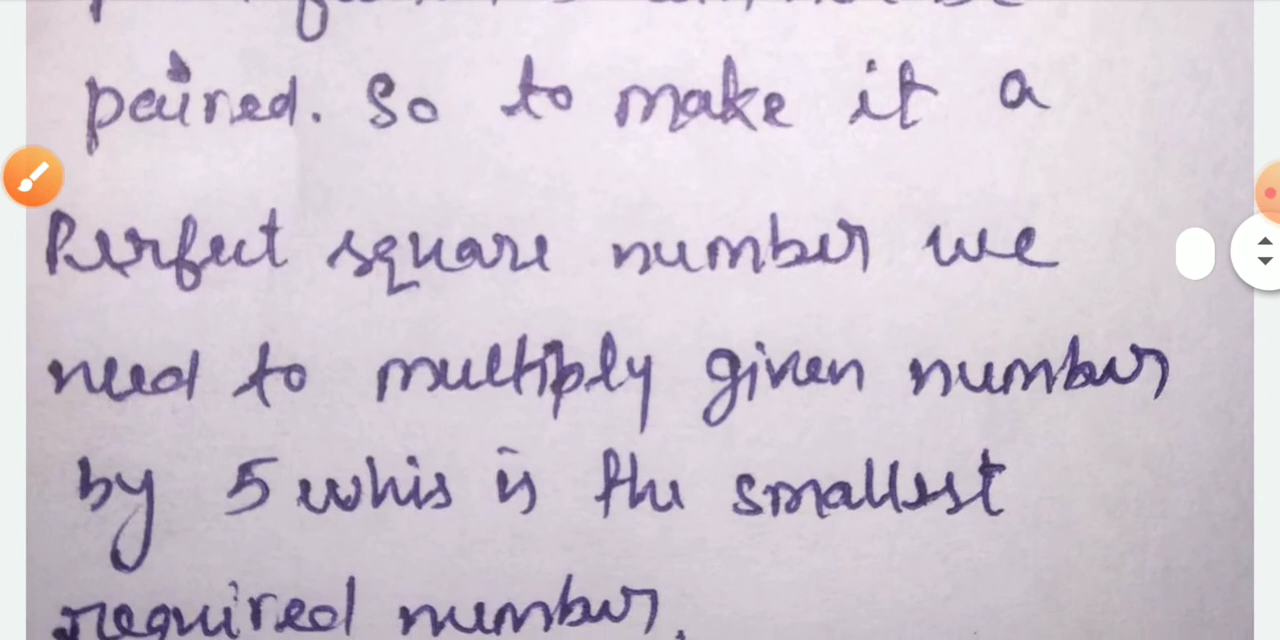 paired. So to make it a
Perfect square number we
need to multiply given number
by 5 whis is the smallest
required number.